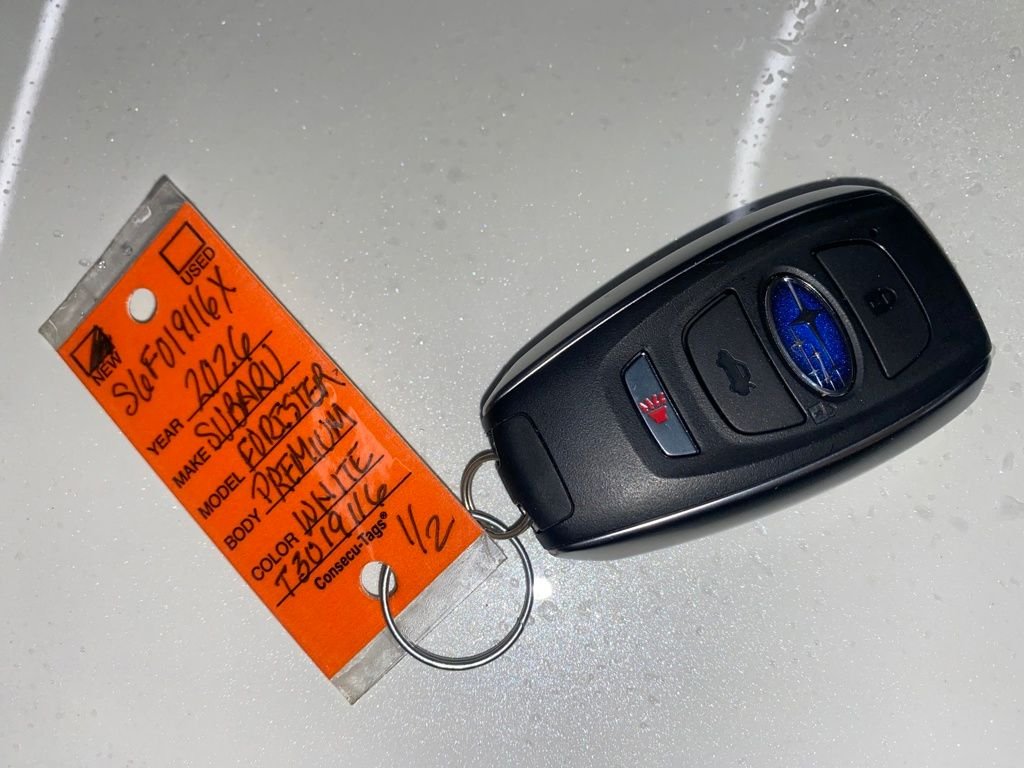 USED
NEW
S6F019116X
YEAR 2026
MAKE SUBARU
MODEL FORESTER
BODY PREMIUM
COLOR WHITE
T3019116
Consecu-Tags®
1/2